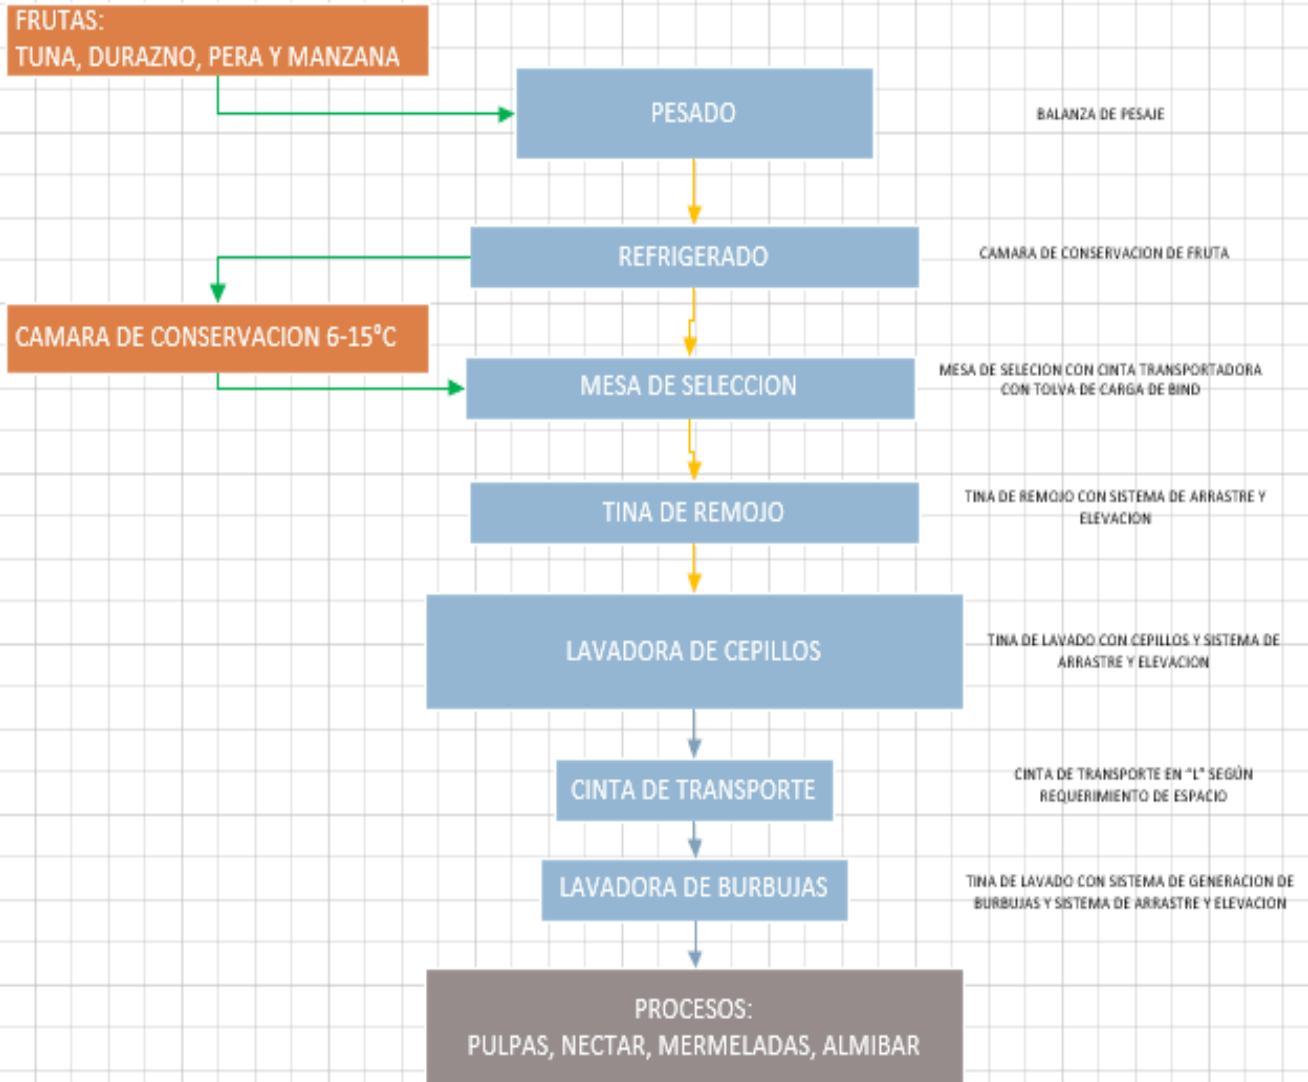 FRUTAS:
TUNA, DURAZNO, PERA Y MANZANA
PESADO
BALANZA DE PESAJE
REFRIGERADO
CAMARA DE CONSERVACION DE FRUTA
CAMARA DE CONSERVACION 6-15°C
MESA DE SELECCION
MESA DE SELECION CON CINTA TRANSPORTADORA
CON TOLVA DE CARGA DE BIND
TINA DE REMOJO
TINA DE REMOJO CON SISTEMA DE ARRASTRE Y
ELEVACION
LAVADORA DE CEPILLOS
TINA DE LAVADO CON CEPILLOS Y SISTEMA DE
ARRASTRE Y ELEVACION
CINTA DE TRANSPORTE
CINTA DE TRANSPORTE EN "L" SEGÚN
REQUERIMIENTO DE ESPACIO
LAVADORA DE BURBUJAS
TINA DE LAVADO CON SISTEMA DE GENERACION DE
BURBUJAS Y SISTEMA DE ARRASTRE Y ELEVACION
PROCESOS:
PULPAS, NECTAR, MERMELADAS, ALMIBAR